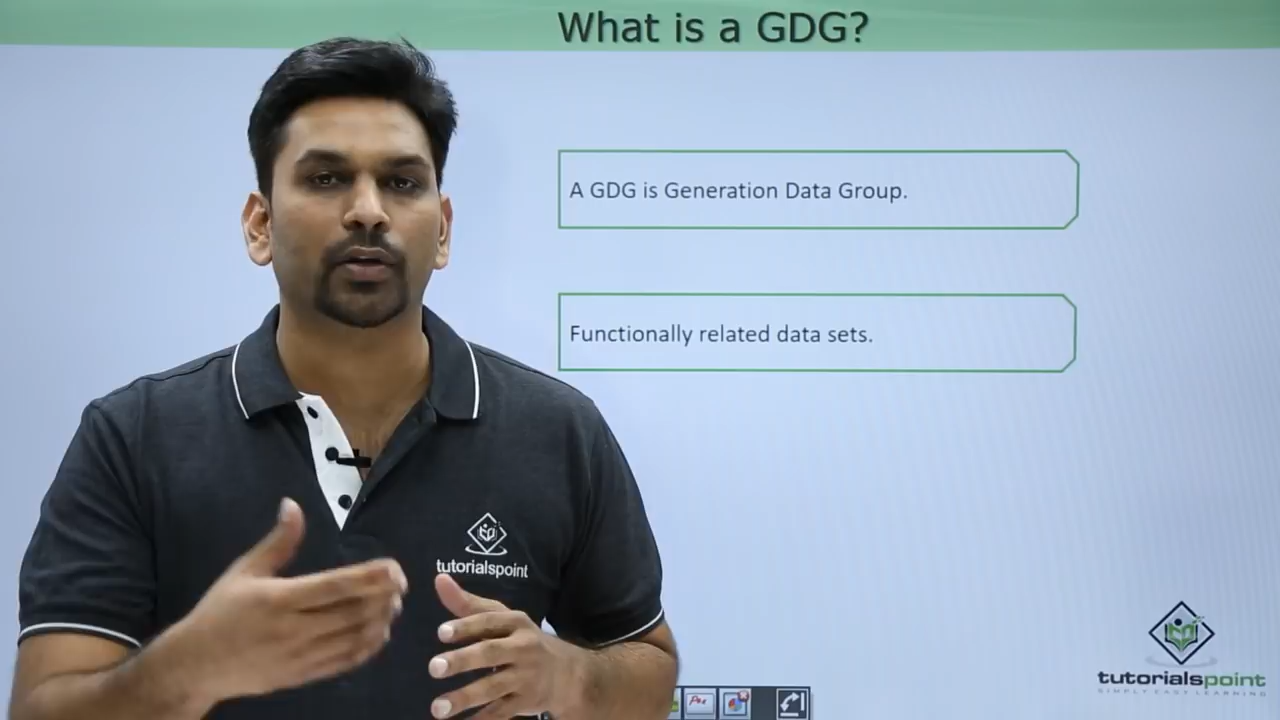 What is a GDG?
A GDG is Generation Data Group.
Functionally related data sets.
tutorialspoint
tutorialspoint
SIMPLY EASY LEARNING